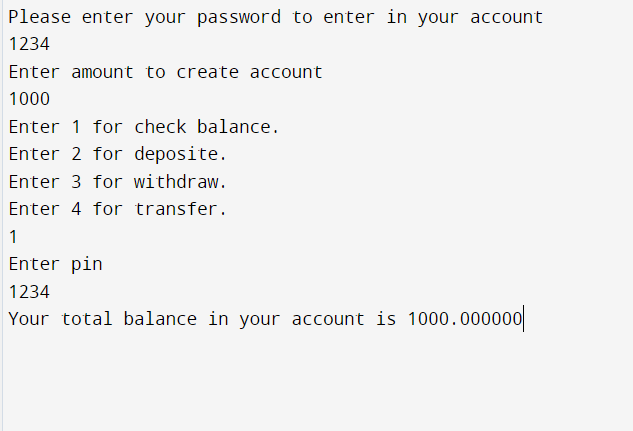 Please enter your password to enter in your account
1234
Enter amount to create account
1000
Enter 1 for check balance.
Enter 2 for deposite.
Enter 3 for withdraw.
Enter 4 for transfer.
1
Enter pin
1234
Your total balance in your account is 1000.000000